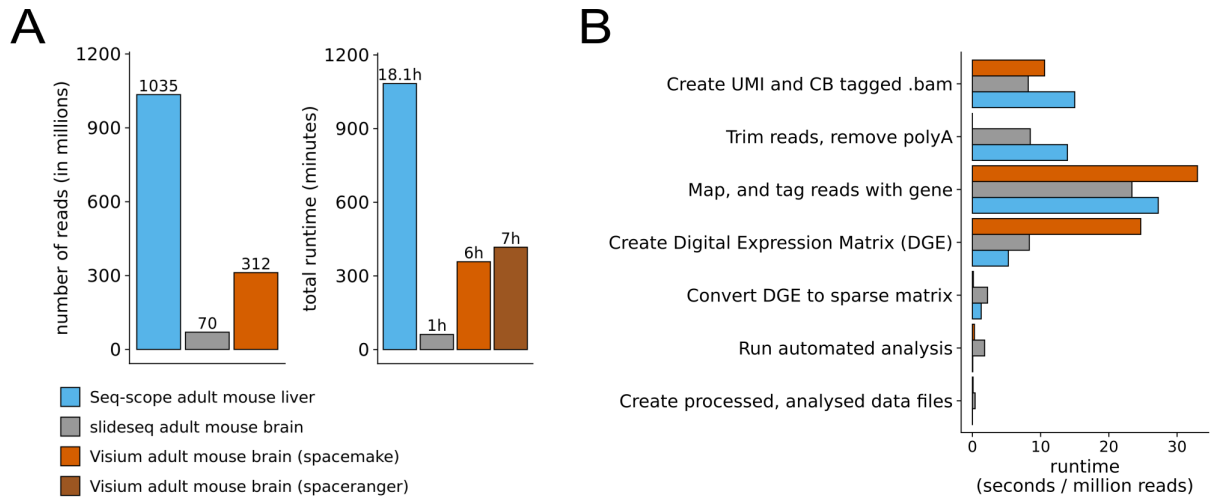 A
number of reads (in millions)
1200
900
600
300
0
1035
70
312
total runtime (minutes)
1200
900
600
300
0
18.1h
1h
6h
7h
Seq-scope adult mouse liver
slideseq adult mouse brain
Visium adult mouse brain (spacemake)
Visium adult mouse brain (spaceranger)
B
Create UMI and CB tagged .bam
Trim reads, remove polyA
Map, and tag reads with gene
Create Digital Expression Matrix (DGE)
Convert DGE to sparse matrix
Run automated analysis
Create processed, analysed data files
0 10 20 30
runtime
(seconds / million reads)